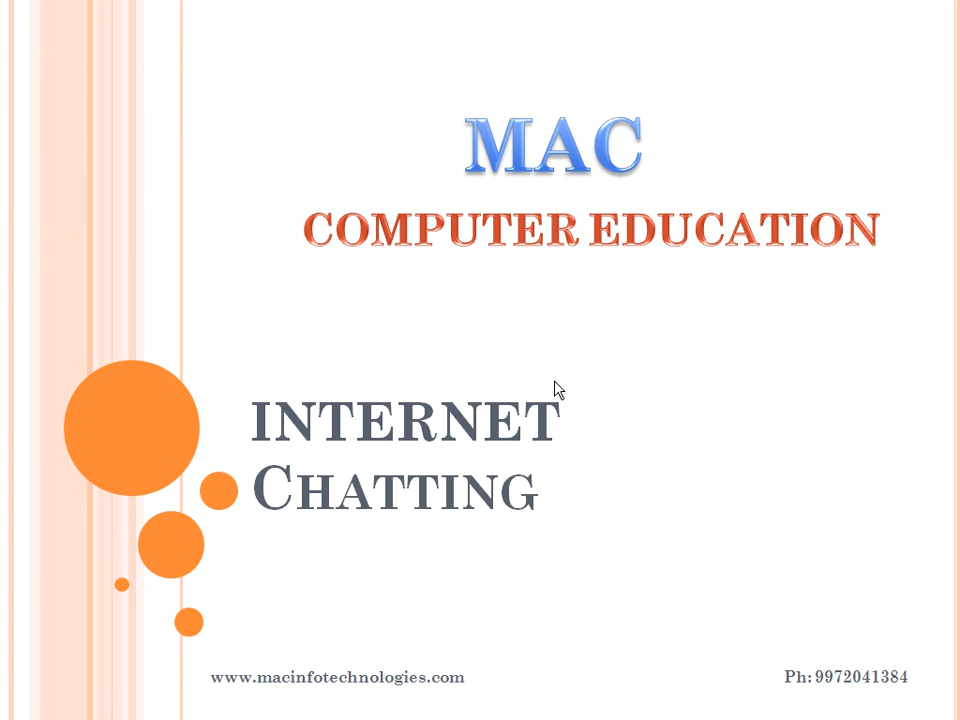 MAC
COMPUTER EDUCATION
INTERNET
CHATTING
www.macinfotechnologies.com
Ph: 9972041384